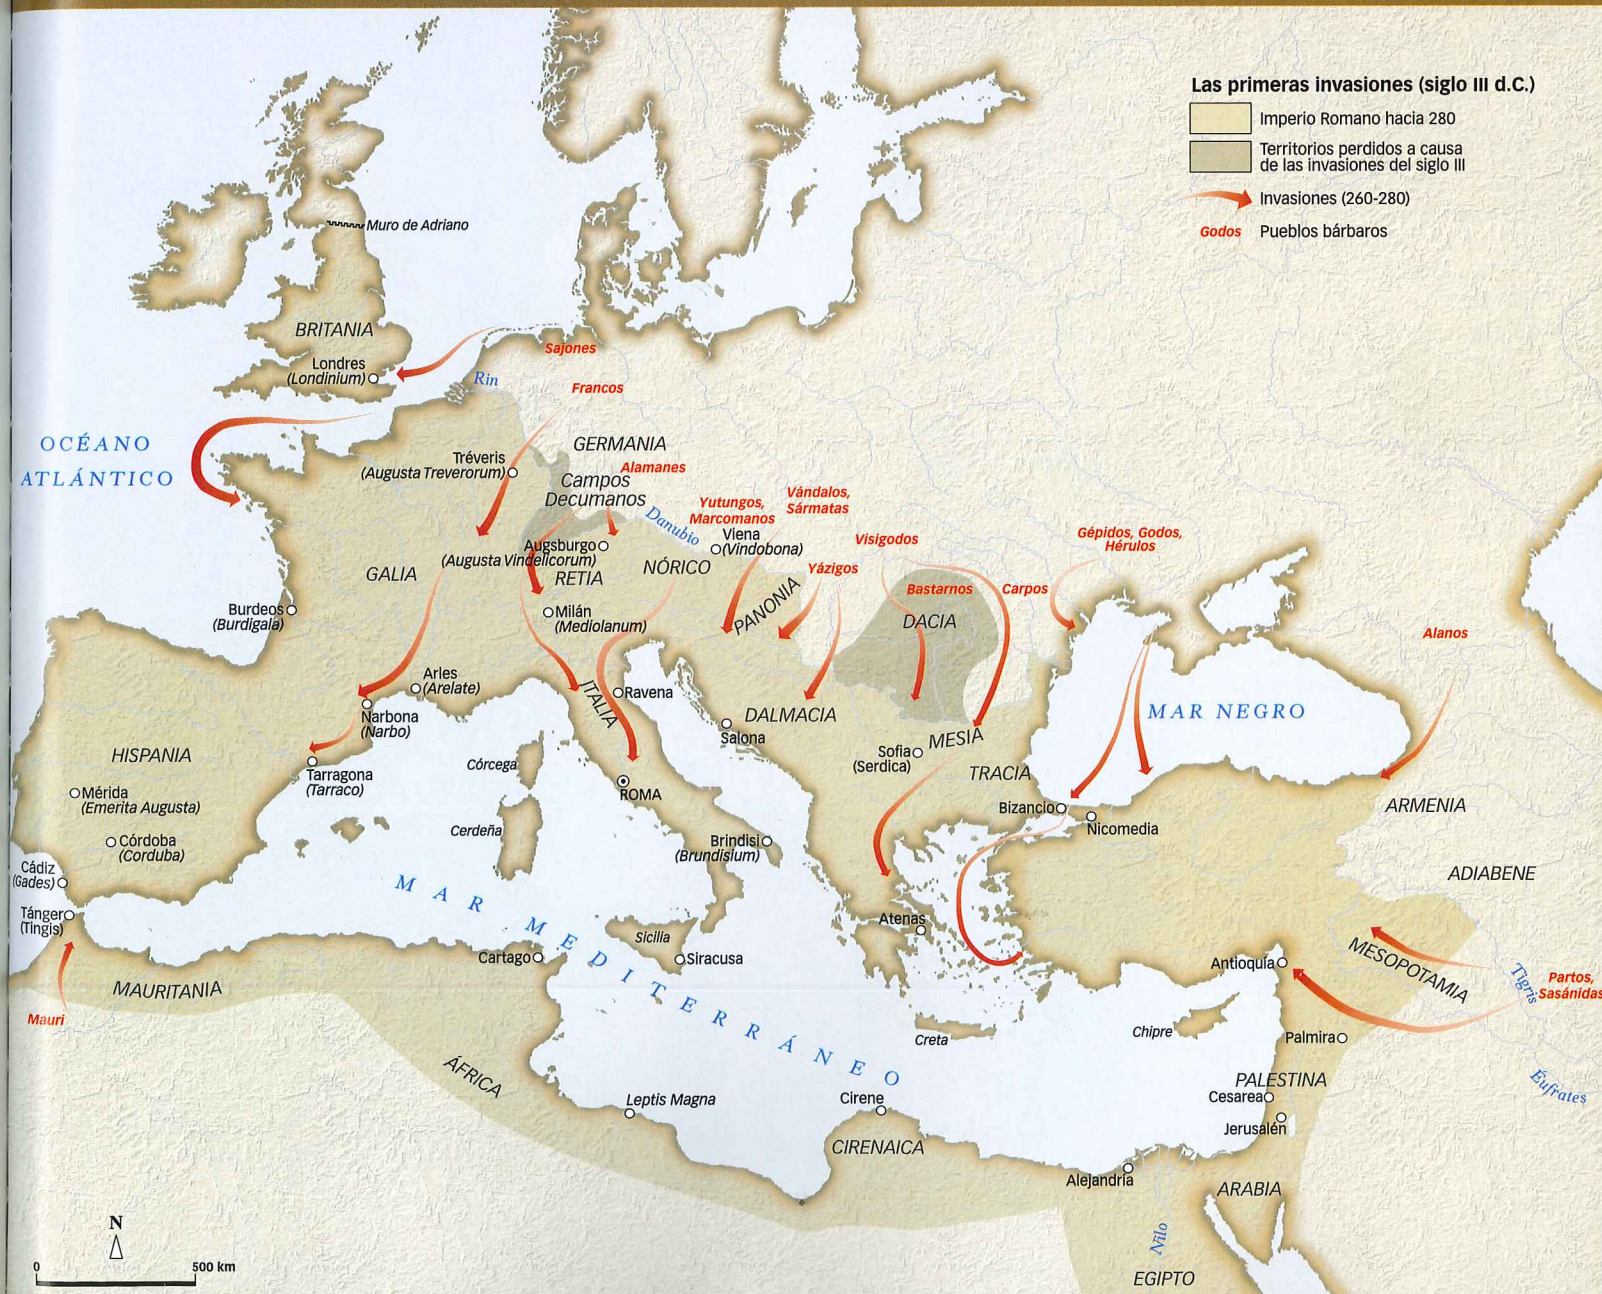 Las primeras invasiones (siglo III d.C.)
Imperio Romano hacia 280
Territorios perdidos a causa
de las invasiones del siglo III
Invasiones (260-280)
Godos
Pueblos bárbaros
Muro de Adriano
BRITANIA
Londres
(Londinium)
Sajones
Rin
Francos
OCÉANO
ATLÁNTICO
GERMANIA
Tréveris
(Augusta Treverorum)
Alamanes
Campos
Decumanos
Yutungos,
Marcomanos
Vándalos,
Sármatas
Danubio
Viena
(Vindobona)
Visigodos
Gépidos, Godos,
Hérulos
Augsburgo
(Augusta Vindelicorum)
GALIA
RETIA
NÓRICO
Yázigos
PANONIA
Bastarnos
Carpos
DACIA
Burdeos
(Burdigala)
Milán
(Mediolanum)
Alanos
Arles
(Arelate)
Ravena
ITALIA
Narbona
(Narbo)
DALMACIA
Salona
MAR NEGRO
MESIA
Sofia
(Serdica)
HISPANIA
Córcega
Tarragona
(Tarraco)
TRACIA
ROMA
Mérida
(Emerita Augusta)
Bizancio
Nicomedia
ARMENIA
Cerdeña
Córdoba
(Corduba)
Brindisi
(Brundisium)
Cádiz
(Gades)
ADIABENE
MAR MEDITERRÁNEO
Tánger
(Tingis)
Atenas
Sicilia
Cartago
Siracusa
Antioquía
MESOPOTAMIA
Tigris
Partos,
Sasánidas
MAURITANIA
Mauri
Creta
Chipre
Palmira
ÁFRICA
PALESTINA
Éufrates
Leptis Magna
Cirene
Cesarea
Jerusalén
CIRENAICA
Alejandría
ARABIA
N
Nilo
0
500 km
EGIPTO